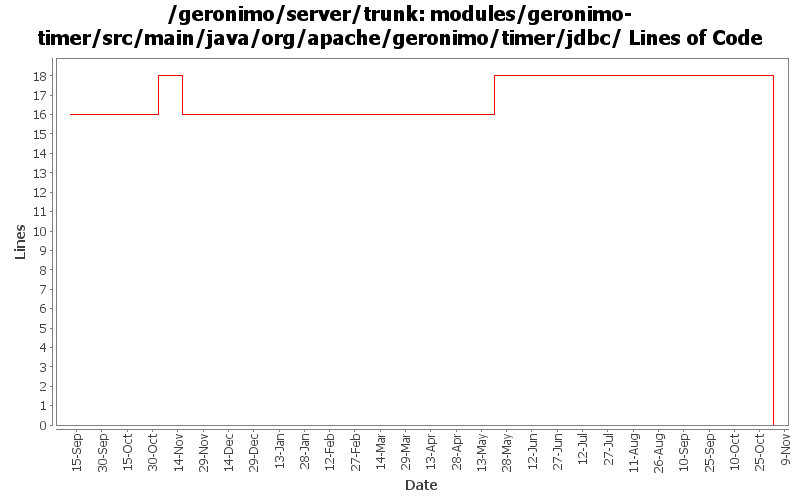 /geronimo/server/trunk: modules/geronimo-
timer/src/main/java/org/apache/geronimo/timer/jdbc/ Lines of Code
18
17
16
15
14
13
12
11
10
9
8
7
6
5
4
3
2
1
0
Lines
15-Sep
30-Sep
15-Oct
30-Oct
14-Nov
29-Nov
14-Dec
29-Dec
13-Jan
28-Jan
12-Feb
27-Feb
14-Mar
29-Mar
13-Apr
28-Apr
13-May
28-May
12-Jun
27-Jun
12-Jul
27-Jul
11-Aug
26-Aug
10-Sep
25-Sep
10-Oct
25-Oct
9-Nov
Date